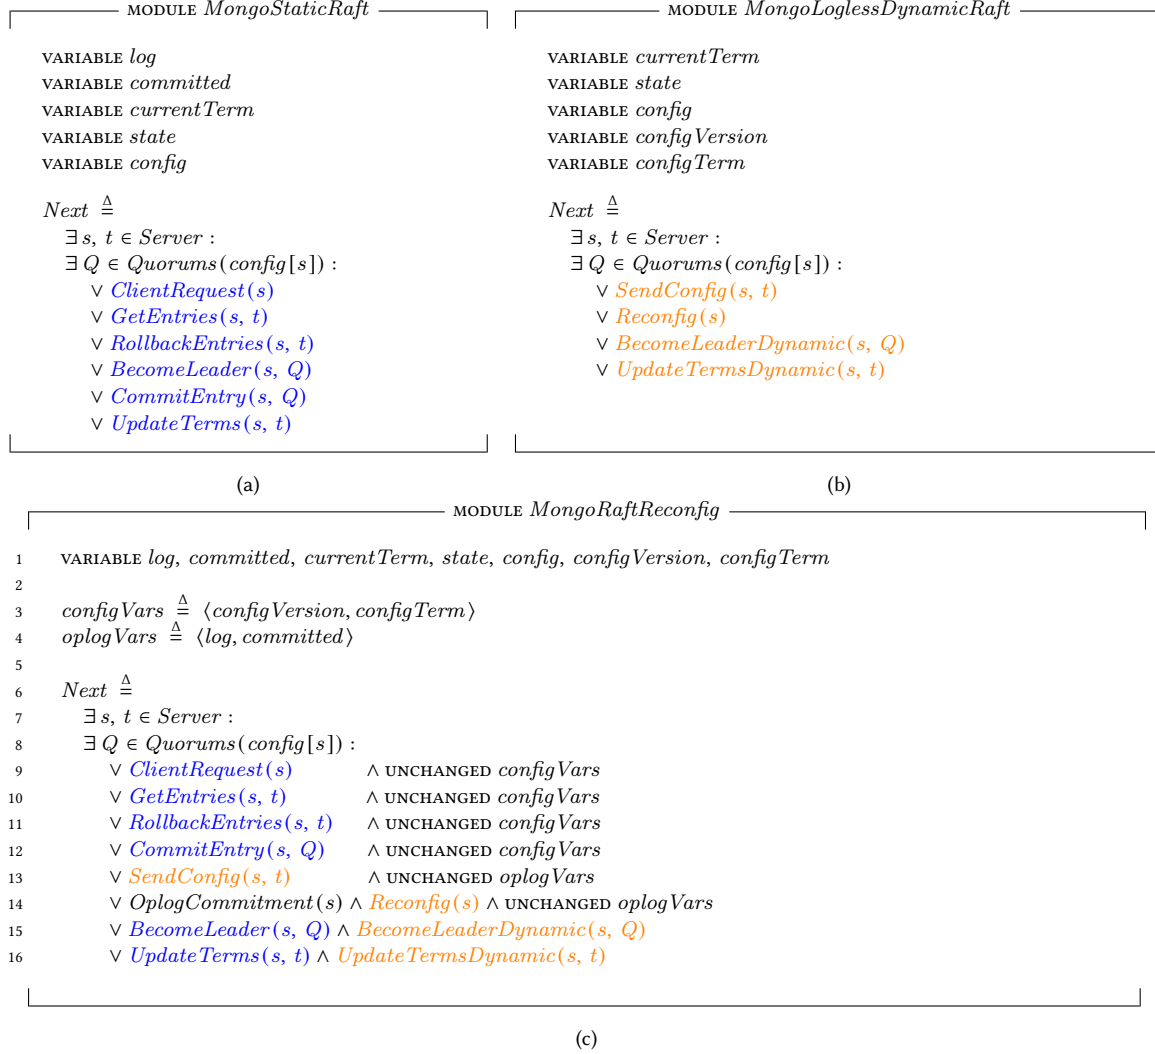 MODULE MongoStaticRaft
VARIABLE log
VARIABLE committed
VARIABLE currentTerm
VARIABLE state
VARIABLE config
Next ≜
∃ s, t ∈ Server :
∃ Q ∈ Quorums(config[s]) :
∨ ClientRequest(s)
∨ GetEntries(s, t)
∨ RollbackEntries(s, t)
∨ BecomeLeader(s, Q)
∨ CommitEntry(s, Q)
∨ UpdateTerms(s, t)
(a)
MODULE MongoLoglessDynamicRaft
VARIABLE currentTerm
VARIABLE state
VARIABLE config
VARIABLE configVersion
VARIABLE configTerm
Next ≜
∃ s, t ∈ Server :
∃ Q ∈ Quorums(config[s]) :
∨ SendConfig(s, t)
∨ Reconfig(s)
∨ BecomeLeaderDynamic(s, Q)
∨ UpdateTermsDynamic(s, t)
(b)
MODULE MongoRaftReconfig
1 VARIABLE log, committed, currentTerm, state, config, configVersion, configTerm
2
3 configVars ≜ ⟨configVersion, configTerm⟩
4 oplogVars ≜ ⟨log, committed⟩
5
6 Next ≜
7 ∃ s, t ∈ Server :
8 ∃ Q ∈ Quorums(config[s]) :
9 ∨ ClientRequest(s) ∧ UNCHANGED configVars
10 ∨ GetEntries(s, t) ∧ UNCHANGED configVars
11 ∨ RollbackEntries(s, t) ∧ UNCHANGED configVars
12 ∨ CommitEntry(s, Q) ∧ UNCHANGED configVars
13 ∨ SendConfig(s, t) ∧ UNCHANGED oplogVars
14 ∨ OplogCommitment(s) ∧ Reconfig(s) ∧ UNCHANGED oplogVars
15 ∨ BecomeLeader(s, Q) ∧ BecomeLeaderDynamic(s, Q)
16 ∨ UpdateTerms(s, t) ∧ UpdateTermsDynamic(s, t)
(c)